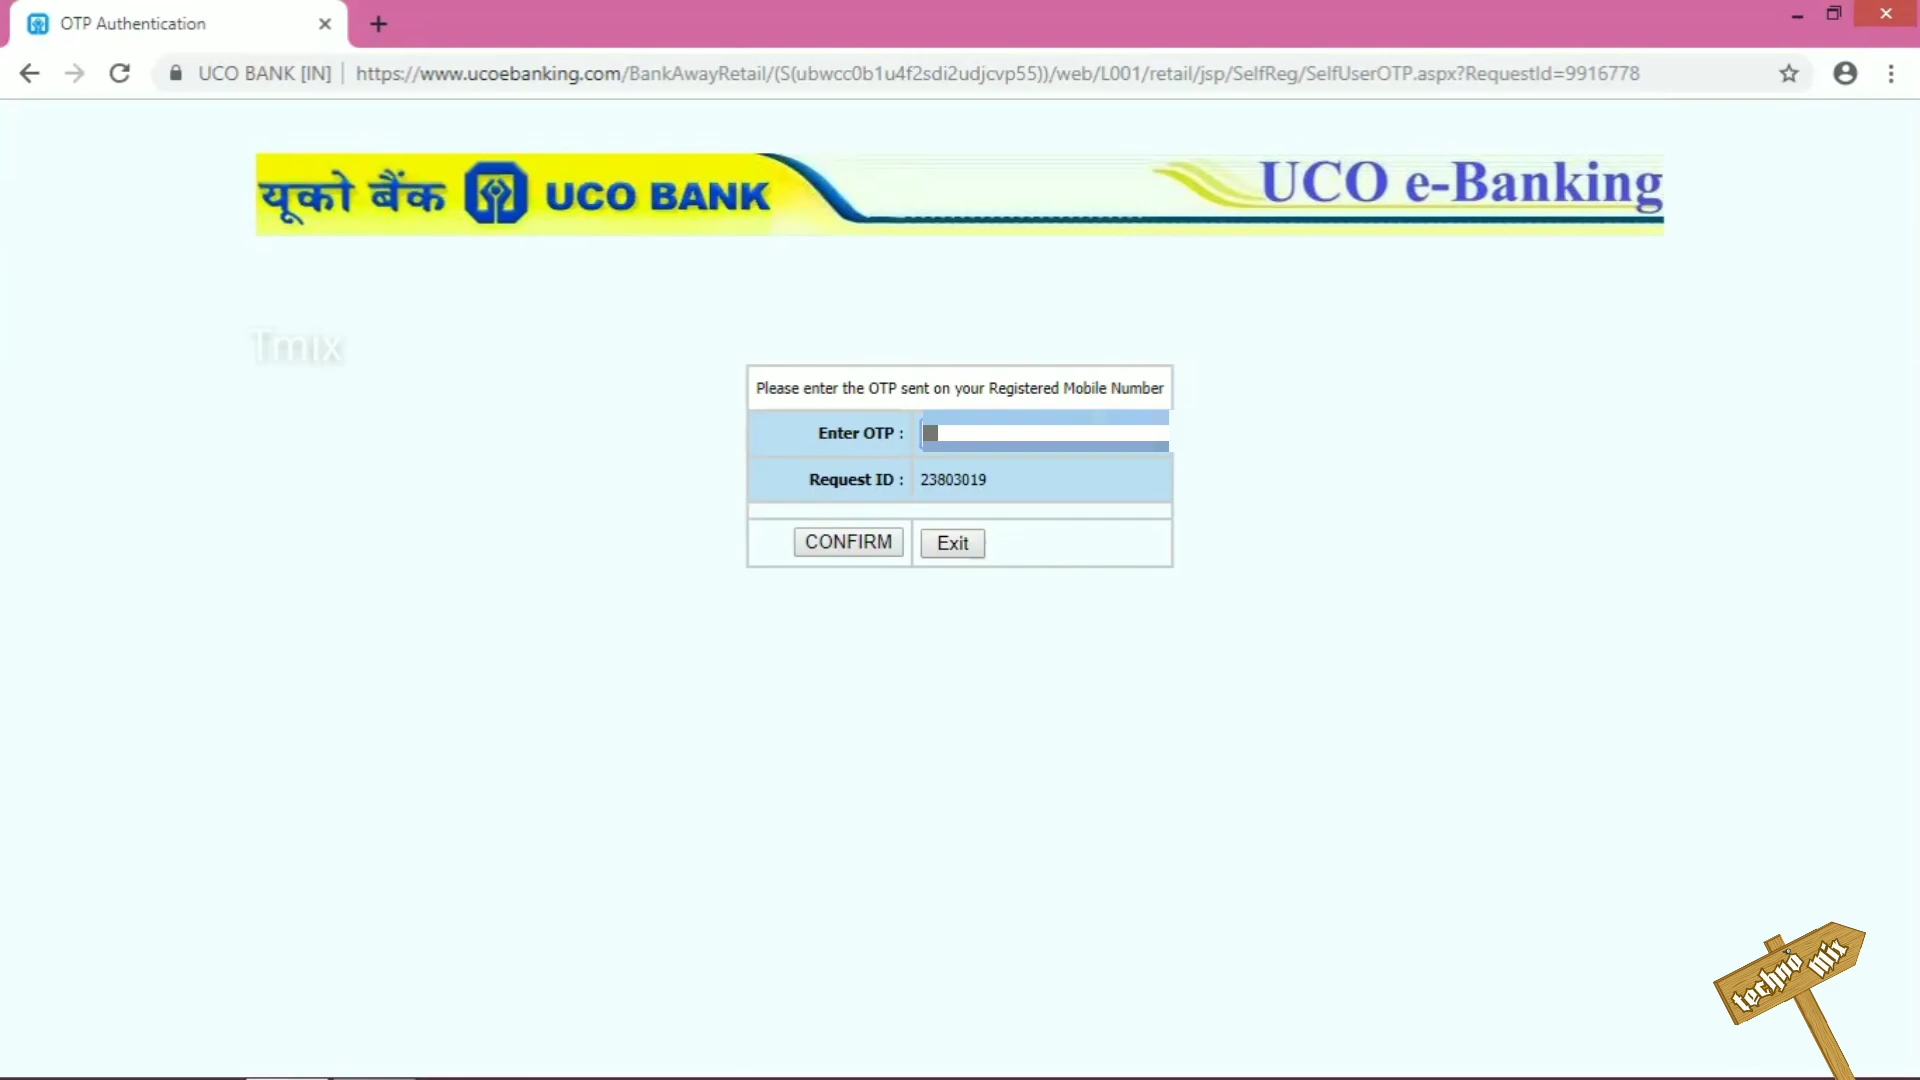 OTP Authentication
UCO BANK [IN] | https://www.ucoebanking.com/BankAwayRetail/(S(ubwcc0b1u4f2sdi2udjcvp55))/web/L001/retail/jsp/SelfReg/SelfUserOTP.aspx?RequestId=9916778
यूको बैंक UCO BANK UCO e-Banking
Tmix
Please enter the OTP sent on your Registered Mobile Number
Enter OTP :
Request ID : 23803019
CONFIRM Exit
techno mix